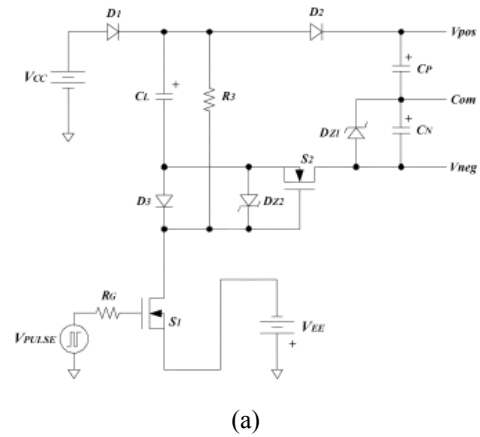 D1
D2
Vpos
VCC
CL
+
R3
+
CP
Com
DZ1
+
CN
S2
Vneg
D3
DZ2
RG
S1
VPULSE
VEE
+
(a)